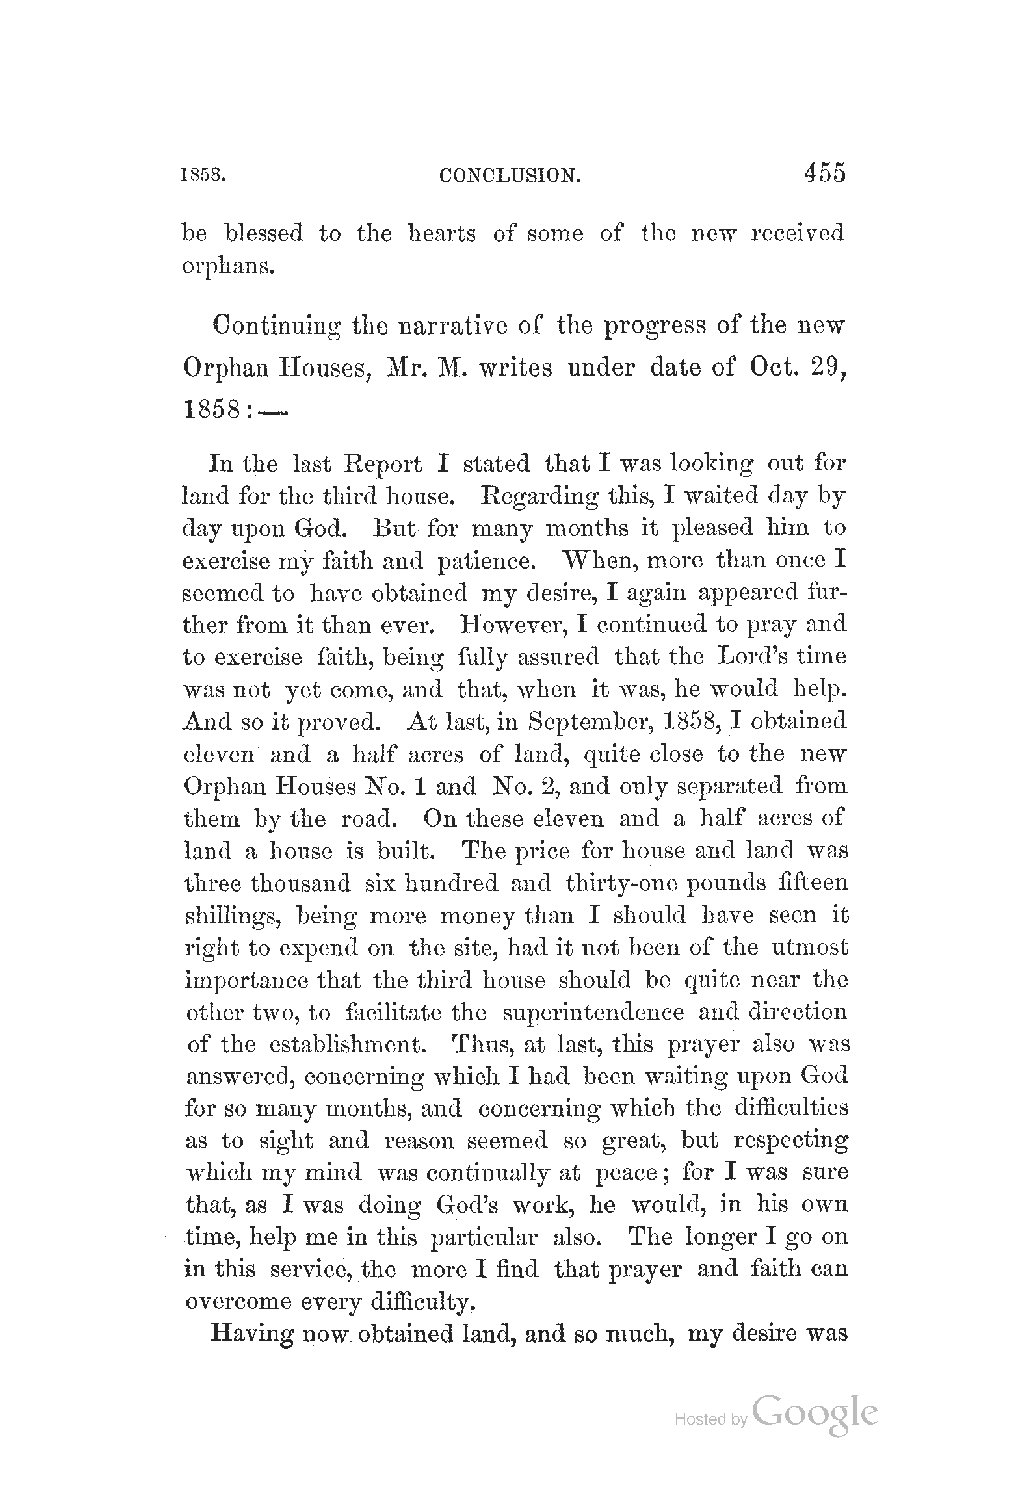 1858. CONCLUSION. 455
be blessed to the hearts of some of the new received
orphans.
Continuing the narrative of the progress of the new
Orphan Houses, Mr. M. writes under date of Oct. 29,
1858:—
In the last Report I stated that I was looking out for
land for the third house. Regarding this, I waited day by
day upon God. But for many months it pleased him to
exercise my faith and patience. When, more than once I
seemed to have obtained my desire, I again appeared fur-
ther from it than ever. However, I continued to pray and
to exercise faith, being fully assured that the Lord's time
was not yet come, and that, when it was, he would help.
And so it proved. At last, in September, 1858, I obtained
eleven and a half acres of land, quite close to the new
Orphan Houses No. 1 and No. 2, and only separated from
them by the road. On these eleven and a half acres of
land a house is built. The price for house and land was
three thousand six hundred and thirty-one pounds fifteen
shillings, being more money than I should have seen it
right to expend on the site, had it not been of the utmost
importance that the third house should be quite near the
other two, to facilitate the superintendence and direction
of the establishment. Thus, at last, this prayer also was
answered, concerning which I had been waiting upon God
for so many months, and concerning which the difficulties
as to sight and reason seemed so great, but respecting
which my mind was continually at peace; for I was sure
that, as I was doing God's work, he would, in his own
time, help me in this particular also. The longer I go on
in this service, the more I find that prayer and faith can
overcome every difficulty.
Having now obtained land, and so much, my desire was
Hosted by Google